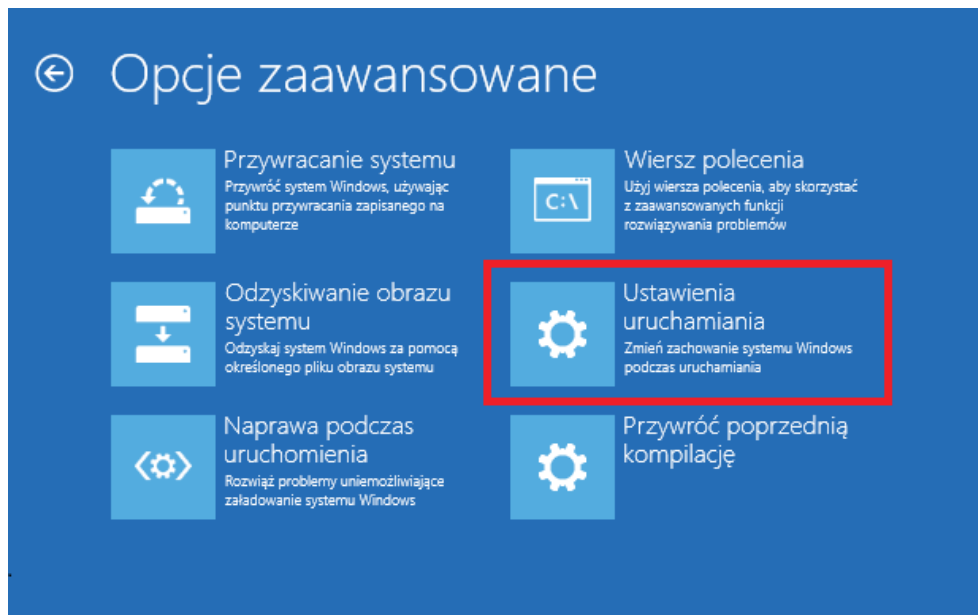 Opcje zaawansowane
Przywracanie systemu
Przywróć system Windows, używając
punktu przywracania zapisanego na
komputerze
Odzyskiwanie obrazu
systemu
Odzyskaj system Windows za pomocą
określonego pliku obrazu systemu
Naprawa podczas
uruchomienia
Rozwiąż problemy uniemożliwiające
załadowanie systemu Windows
Wiersz polecenia
C:\
Użyj wiersza polecenia, aby skorzystać
z zaawansowanych funkcji
rozwiązywania problemów
Ustawienia
uruchamiania
Zmień zachowanie systemu Windows
podczas uruchamiania
Przywróć poprzednią
kompilację